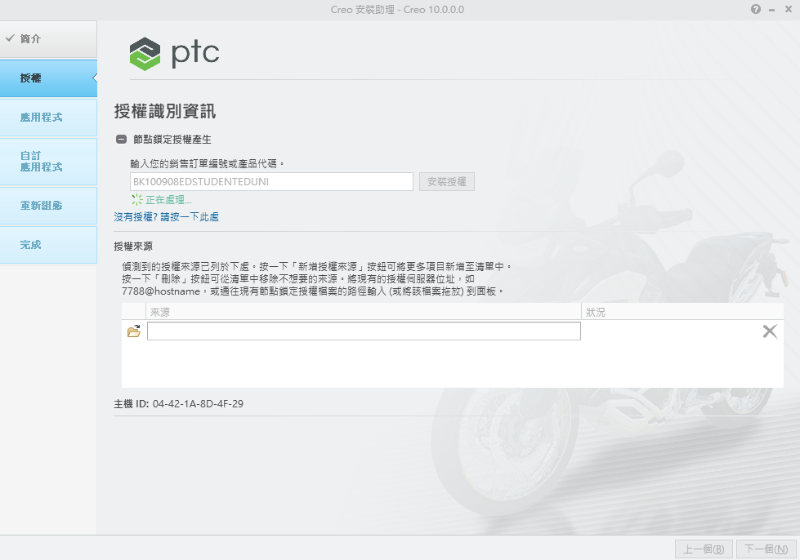 Creo 安裝助理 - Creo 10.0.0.0
簡介
授權
應用程式
自訂
應用程式
重新組態
完成
ptc
授權識別資訊
節點鎖定授權產生
輸入您的銷售訂單編號或產品代碼。
BK100908EDSTUDENTEDUNI
安裝授權
正在處理...
沒有授權? 請按一下此處
授權來源
偵測到的授權來源已列於下處。按一下「新增授權來源」按鈕可將更多項目新增至清單中。
按一下「刪除」按鈕可從清單中移除不想要的來源。將現有的授權伺服器位址，如
7788@hostname，或通往現有節點鎖定授權檔案的路徑輸入 (或將該檔案拖放) 到面板。
來源
狀況
主機 ID: 04-42-1A-8D-4F-29
上一個(B)
下一個(N)